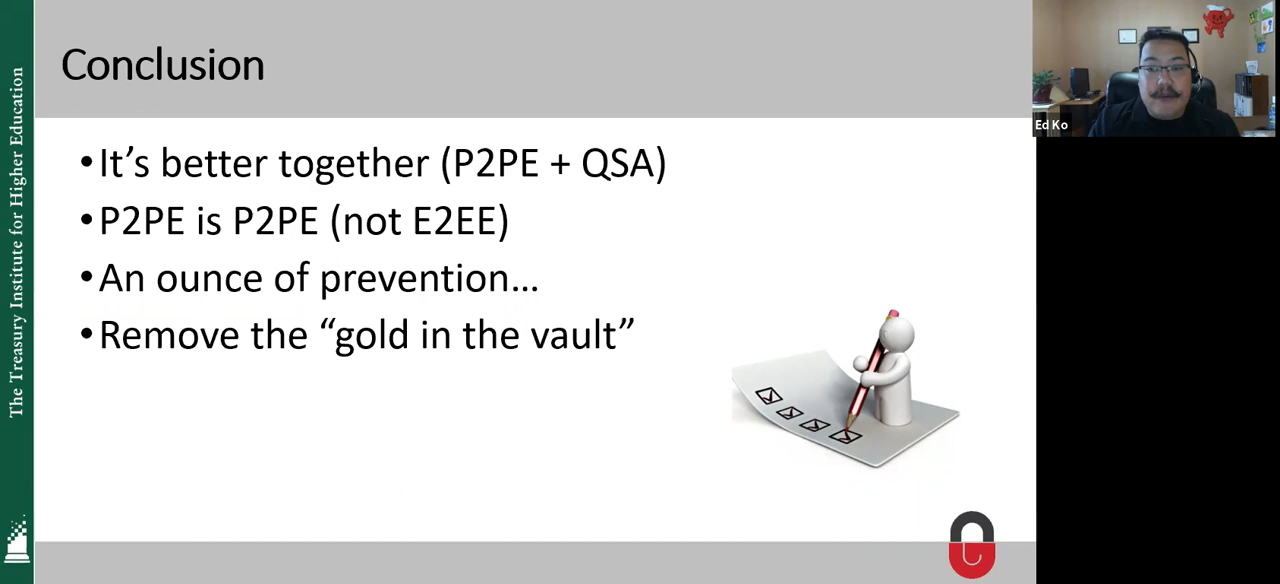 The Treasury Institute for Higher Education
Conclusion
•It’s better together (P2PE + QSA)
•P2PE is P2PE (not E2EE)
•An ounce of prevention…
•Remove the “gold in the vault”
Ed Ko